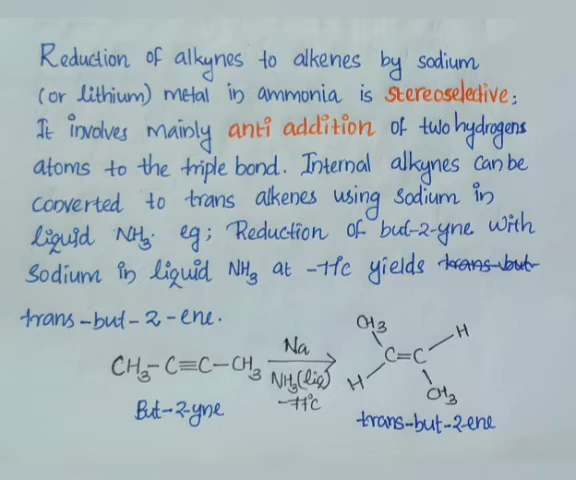 Reduction of alkynes to alkenes by sodium
(or lithium) metal in ammonia is stereoselective;
It involves mainly anti addition of two hydrogens
atoms to the triple bond. Internal alkynes can be
converted to trans alkenes using sodium in
liquid NH₃. eg; Reduction of but-2-yne with
Sodium in liquid NH₃ at -77°c yields trans-but-
trans-but-2-ene.
CH₃-C≡C-CH₃
Na
NH₃(liq)
-77°C
CH₃
H
C=C
H
CH₃
But-2-yne
trans-but-2-ene